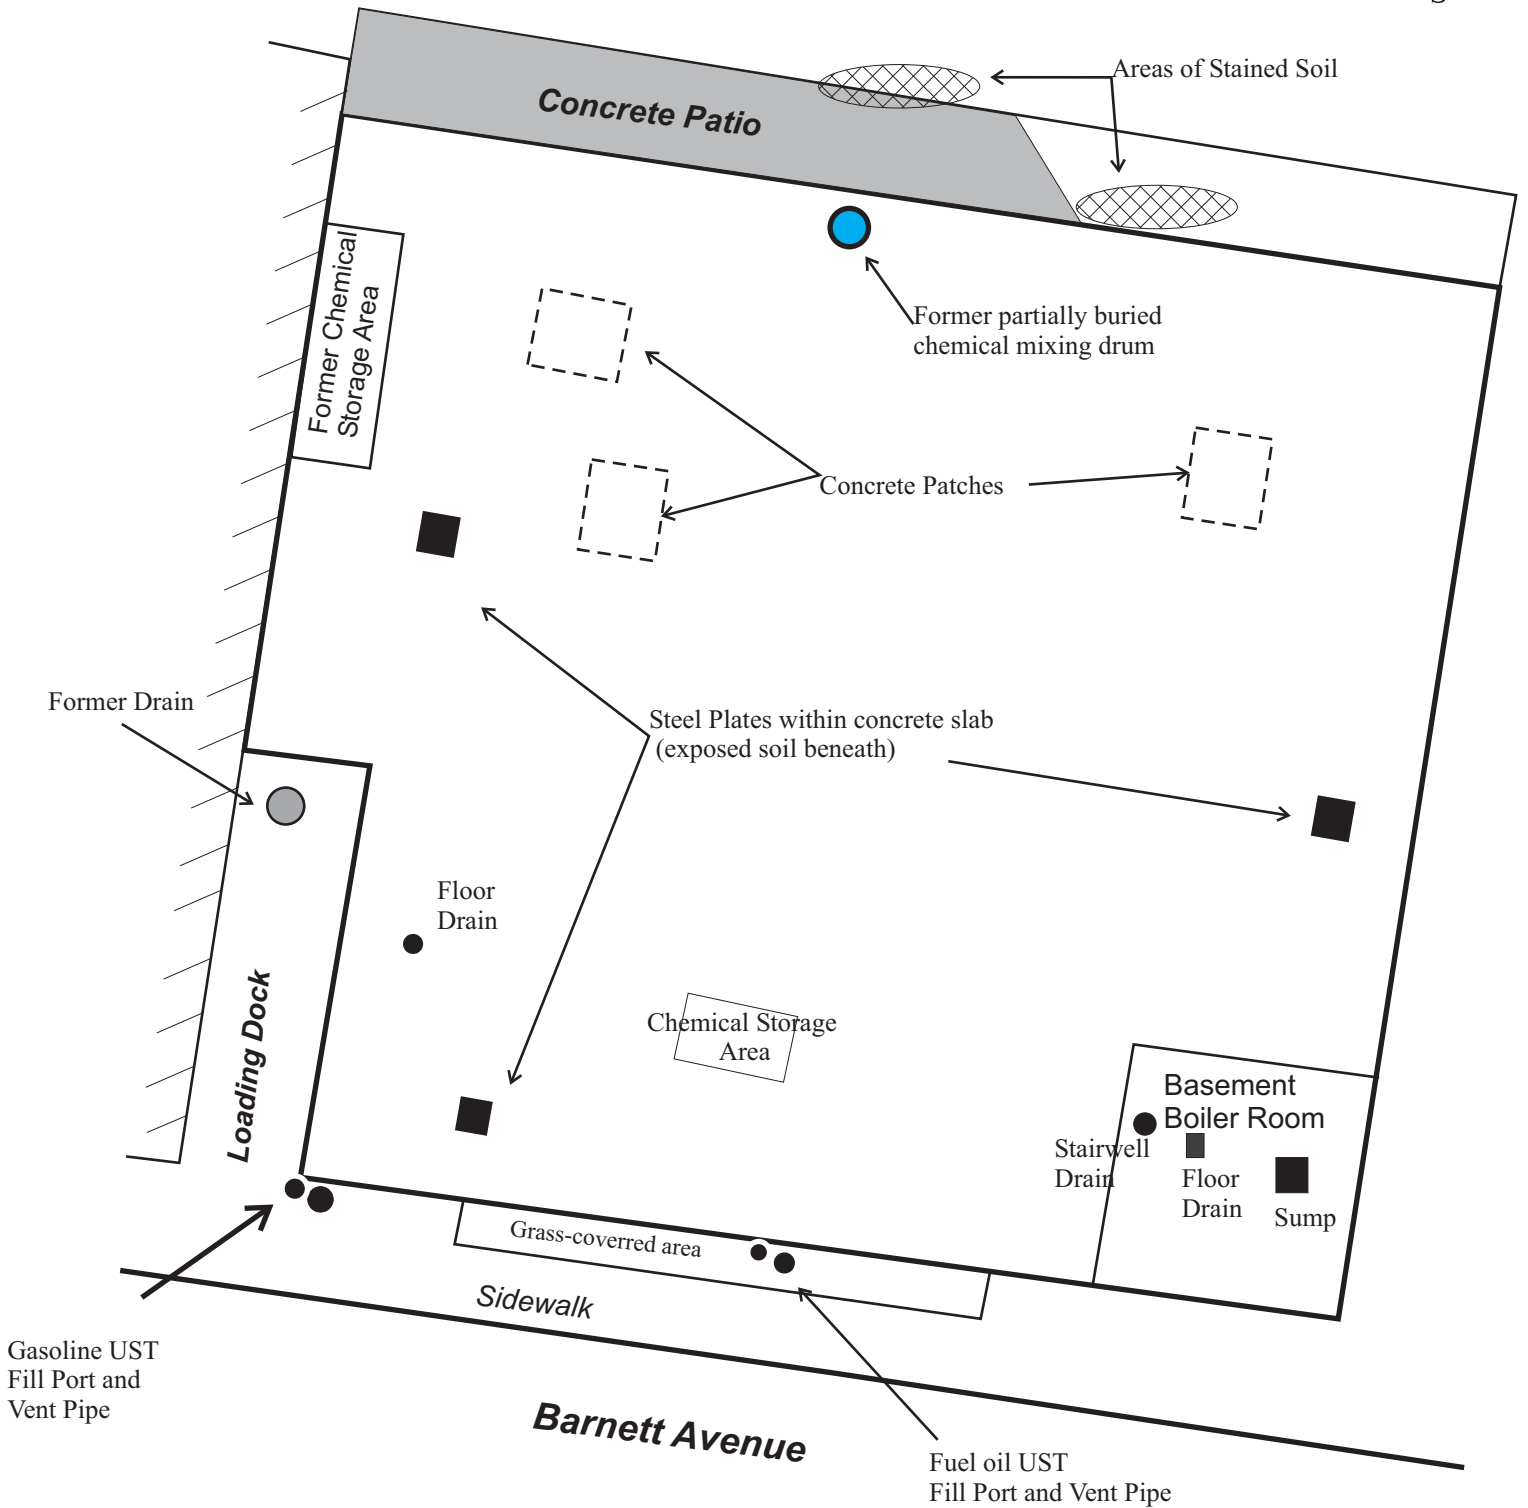 Areas of Stained Soil
Concrete Patio
Former partially buried
chemical mixing drum
Former Chemical
Storage Area
Concrete Patches
Former Drain
Steel Plates within concrete slab
(exposed soil beneath)
Floor
Drain
Loading Dock
Chemical Storage
Area
Basement
Boiler Room
Stairwell
Drain
Floor
Drain
Sump
Grass-coverred area
Sidewalk
Gasoline UST
Fill Port and
Vent Pipe
Barnett Avenue
Fuel oil UST
Fill Port and Vent Pipe